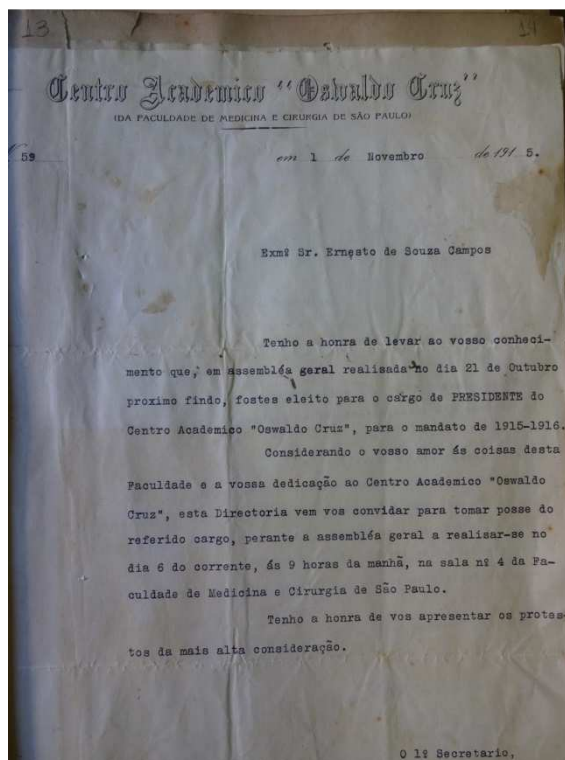 13
14
Centro Academico "Oswaldo Cruz"
(DA FACULDADE DE MEDICINA E CIRURGIA DE SÃO PAULO)
59
em 1 de Novembro de 191 5.
Exmº Sr. Ernesto de Souza Campos
Tenho a honra de levar ao vosso conheci-
mento que, em assembléa geral realisada no dia 21 de Outubro
proximo findo, fostes eleito para o cargo de PRESIDENTE do
Centro Academico "Oswaldo Cruz", para o mandato de 1915-1916.
Considerando o vosso amor ás coisas desta
Faculdade e a vossa dedicação ao Centro Academico "Oswaldo
Cruz", esta Directoria vem vos convidar para tomar posse do
referido cargo, perante a assembléa geral a realisar-se no
dia 6 do corrente, ás 9 horas da manhã, na sala nº 4 da Fa-
culdade de Medicina e Cirurgia de São Paulo.
Tenho a honra de vos apresentar os protes-
tos da mais alta consideração.
O 1º Secretario,